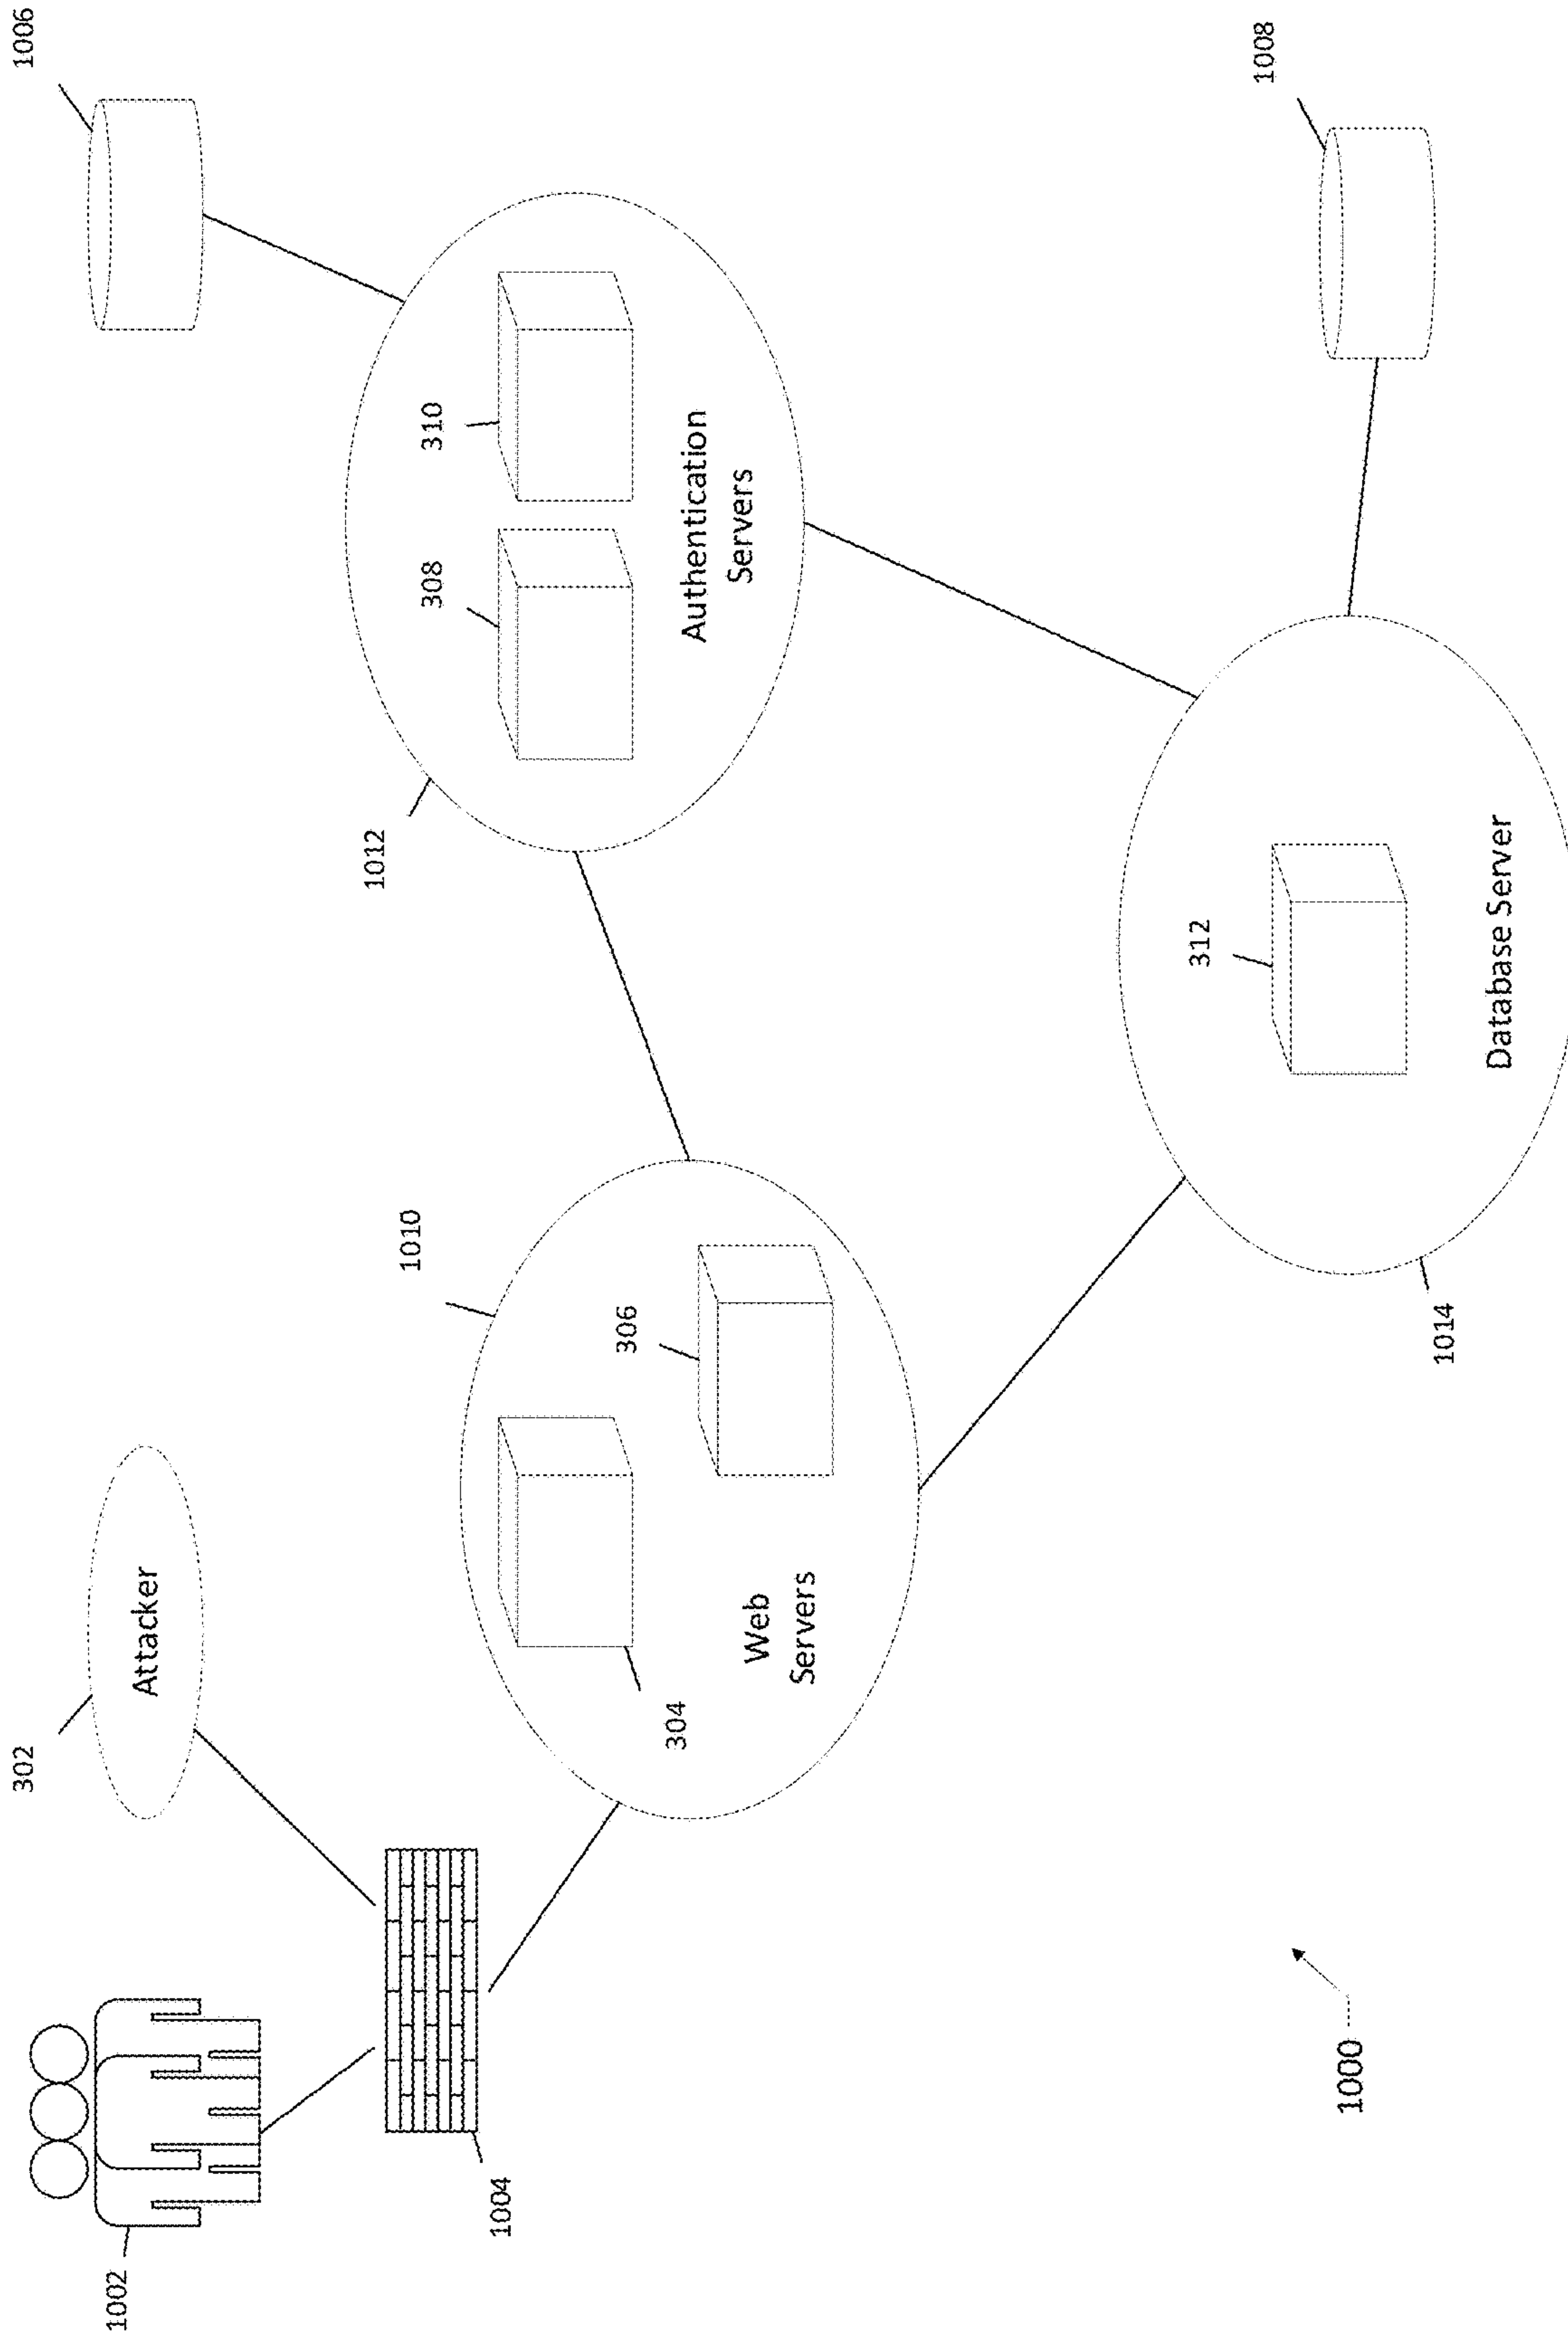 1002
302
Attacker
1006
1004
304
Web
Servers
306
1010
1012
308
310
Authentication
Servers
1000
1014
312
Database Server
1008